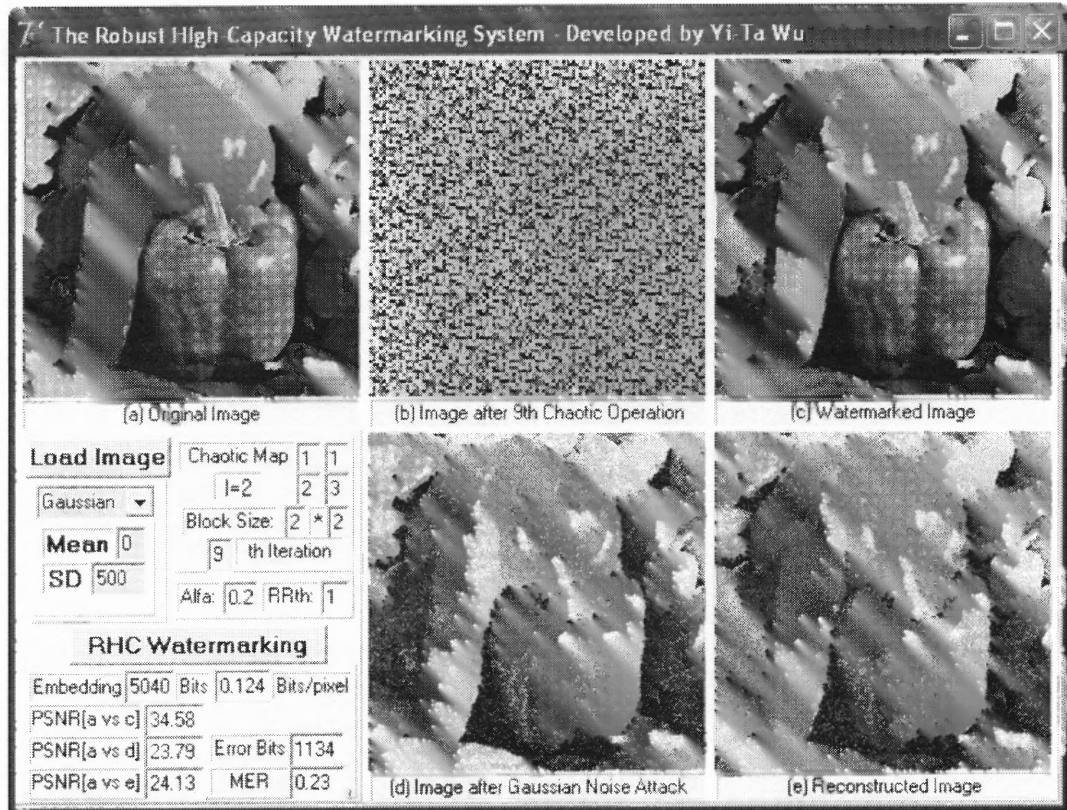 The Robust HIgh-Capacity Watermarking System - Developed by Yi-Ta Wu
(a) Original Image
(b) Image after 9th Chaotic Operation
(c) Watermarked Image
Load Image
Chaotic Map 1 1
l=2 2 3
Gaussian
Block Size: 2 * 2
Mean 0
9 th Iteration
SD 500
Alfa: 0.2 RRth: 1
RHC Watermarking
Embedding 5040 Bits 0.124 Bits/pixel
PSNR[a vs c] 34.58
PSNR[a vs d] 23.79 Error Bits 1134
PSNR[a vs e] 24.13 MER 0.23
(d) Image after Gaussian Noise Attack
(e) Reconstructed Image